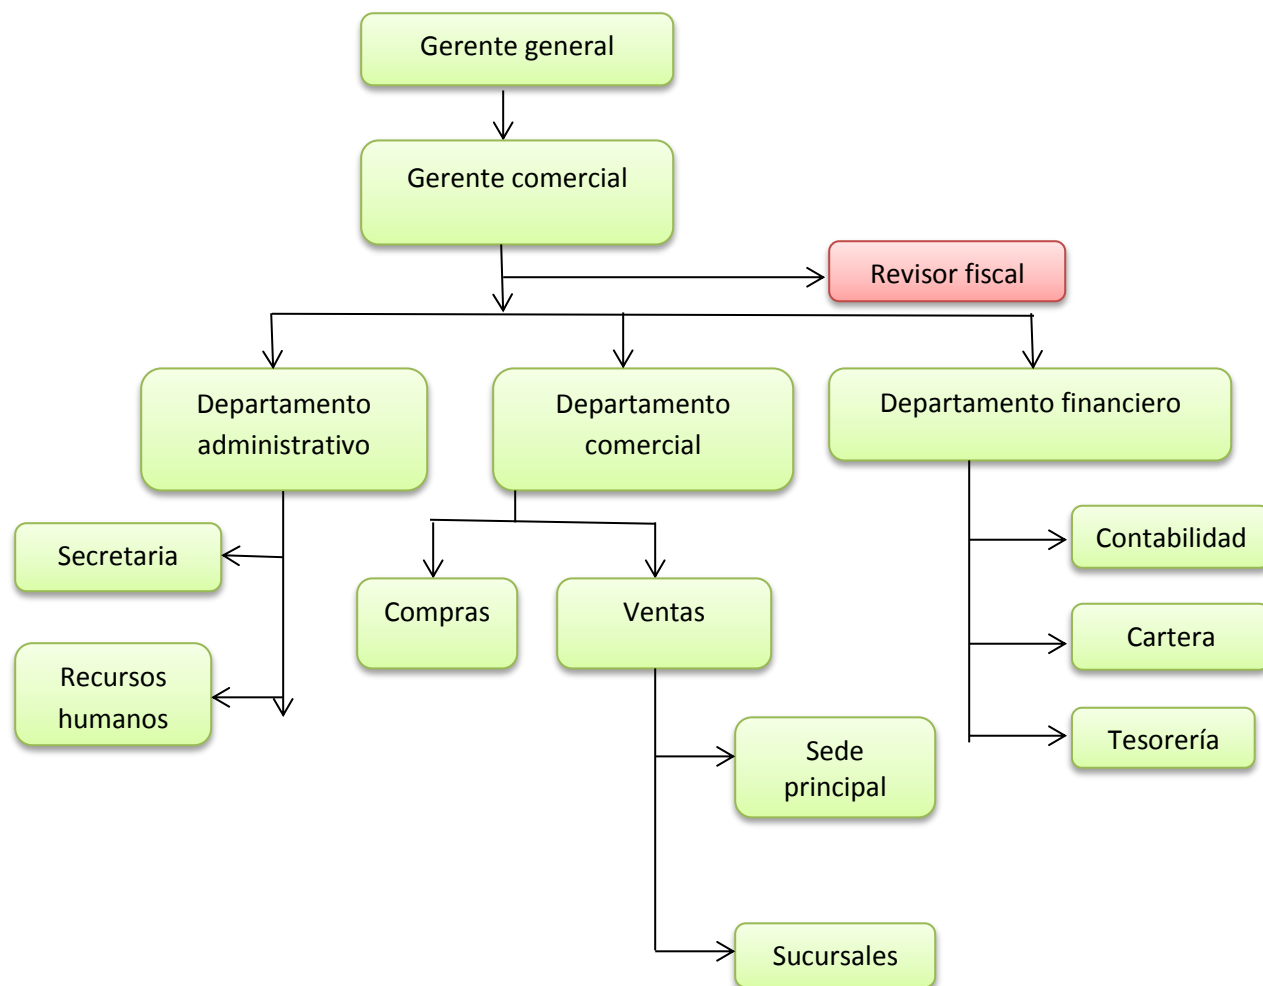 Gerente general
Gerente comercial
Revisor fiscal
Departamento
administrativo
Departamento
comercial
Departamento financiero
Secretaria
Recursos
humanos
Compras
Ventas
Sede
principal
Sucursales
Contabilidad
Cartera
Tesorería